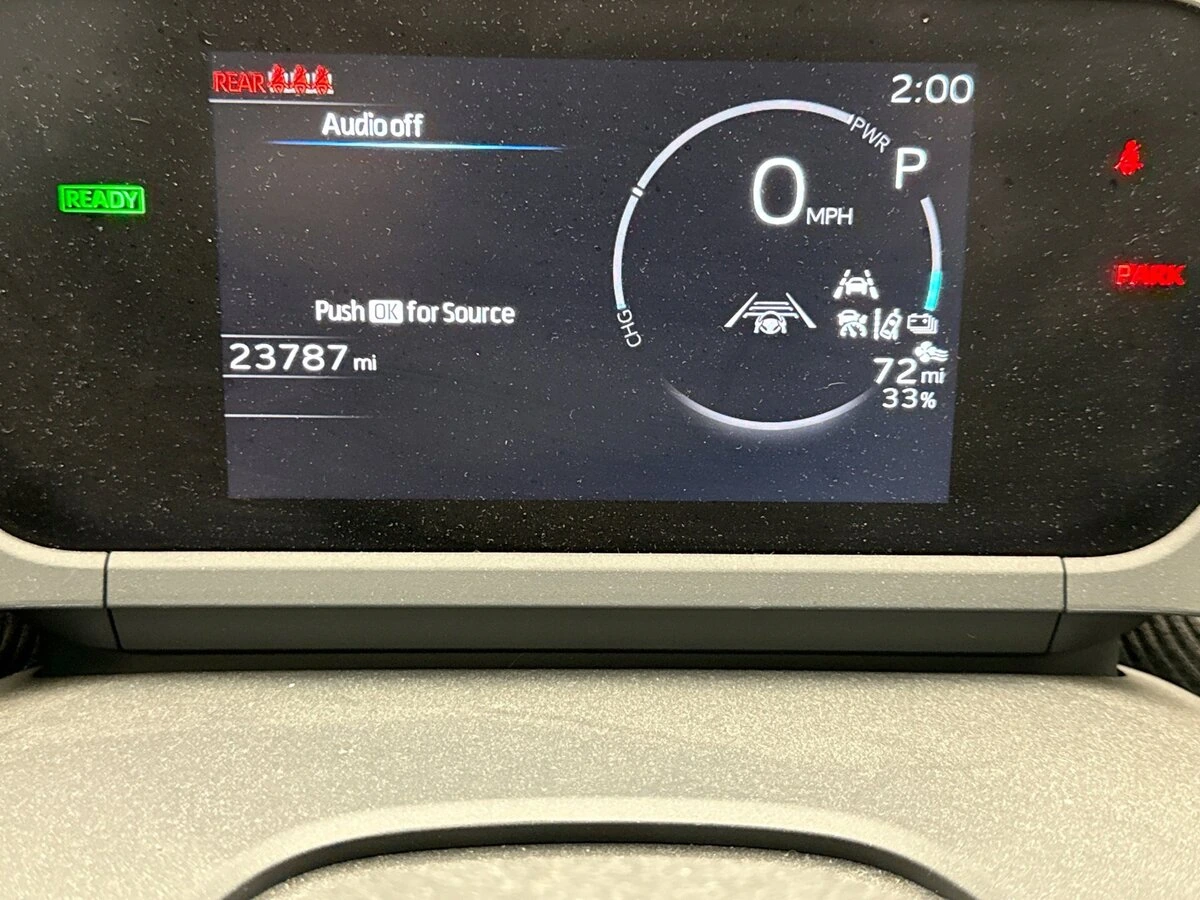 REAR
2:00
Audio off
PWR
P
READY
0 MPH
PARK
Push OK for Source
CHG
23787 mi
72 mi
33%